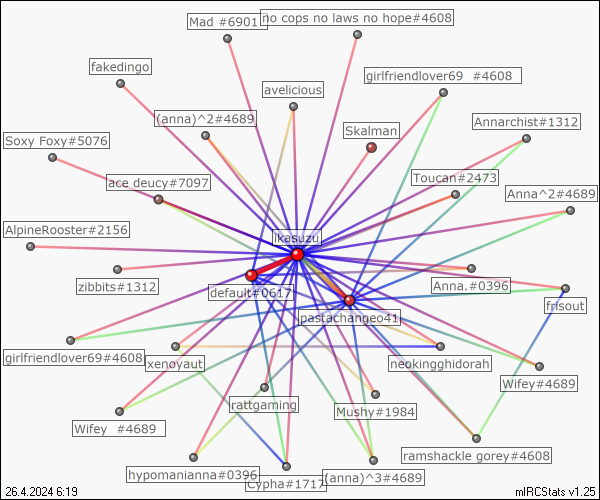 Mad #6901
no cops no laws no hope#4608
fakedingo
girlfriendlover69 #4608
avelicious
(anna)^2#4689
Annarchist#1312
Skalman
Soxy Foxy#5076
Toucan#2473
ace deucy#7097
Anna^2#4689
AlpineRooster#2156
ikasuzu
zibbits#1312
Anna.#0396
default#0617
frisout
pastachangeo41
girlfriendlover69#4608
xenoyaut
neokingghidorah
Wifey#4689
rattgaming
Mushy#1984
Wifey #4689
ramshackle gorey#4608
hypomanianna#0396
(anna)^3#4689
Cypha#1717
26.4.2024 6:19
mIRCStats v1.25